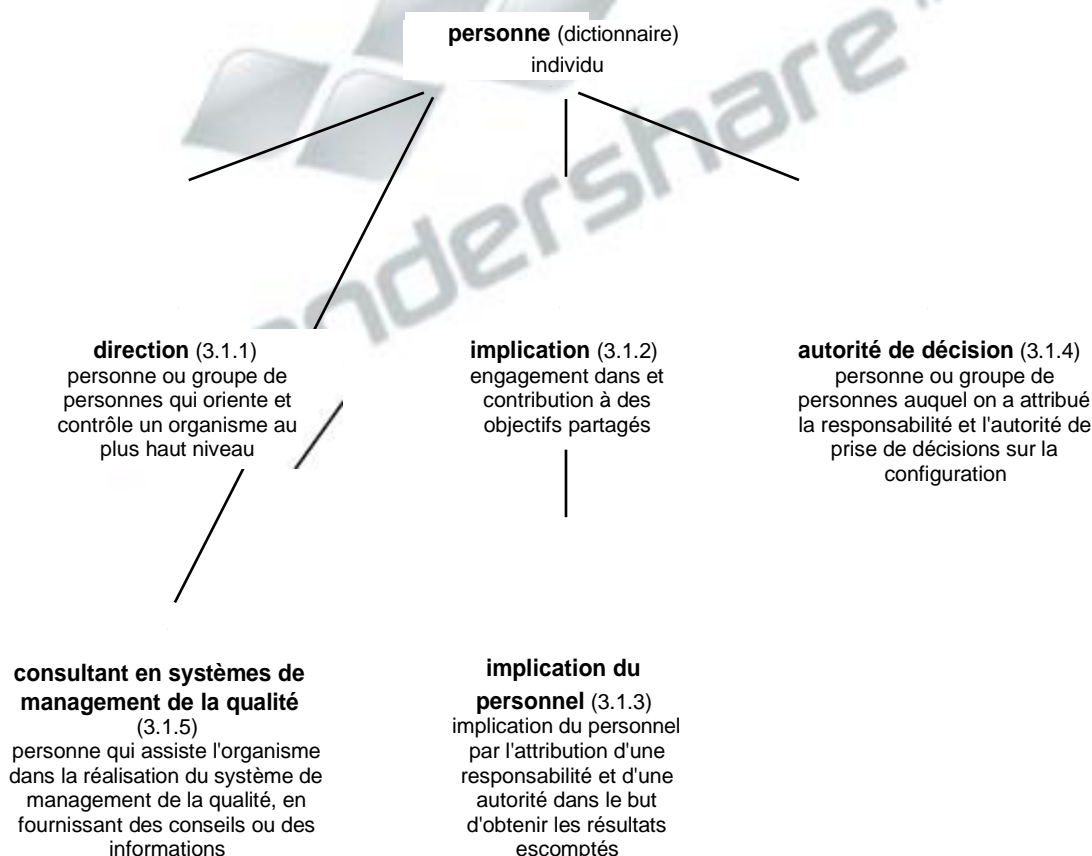 personne (dictionnaire)
individu
direction (3.1.1)
personne ou groupe de
personnes qui oriente et
contrôle un organisme au
plus haut niveau
implication (3.1.2)
engagement dans et
contribution à des
objectifs partagés
autorité de décision (3.1.4)
personne ou groupe de
personnes auquel on a attribué
la responsabilité et l'autorité de
prise de décisions sur la
configuration
consultant en systèmes de
management de la qualité
(3.1.5)
personne qui assiste l'organisme
dans la réalisation du système de
management de la qualité, en
fournissant des conseils ou des
informations
implication du
personnel (3.1.3)
implication du personnel
par l'attribution d'une
responsabilité et d'une
autorité dans le but
d'obtenir les résultats
escomptés